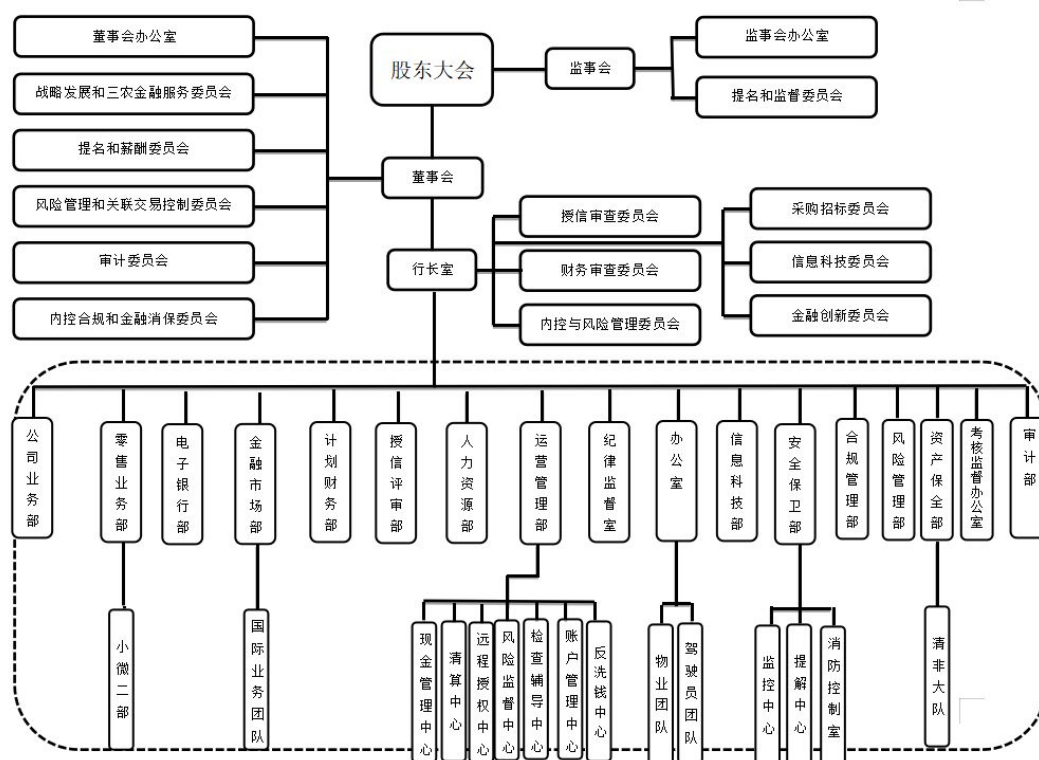 股东大会
监事会
监事会办公室
提名和监督委员会
董事会
董事会办公室
战略发展和三农金融服务委员会
提名和薪酬委员会
风险管理和关联交易控制委员会
审计委员会
内控合规和金融消保委员会
行长室
授信审查委员会
财务审查委员会
内控与风险管理委员会
采购招标委员会
信息科技委员会
金融创新委员会
公司业务部
零售业务部
电子银行部
金融市场部
计划财务部
授信评审部
人力资源部
运营管理部
纪律监督室
办公室
信息科技部
安全保卫部
合规管理部
风险管理部
资产保全部
考核监督办公室
审计部
小微二部
国际业务团队
现金管理中心
清算中心
远程授权中心
风险监督中心
检查辅导中心
账户管理中心
反洗钱中心
物业团队
驾驶员团队
监控中心
提解中心
消防控制室
清非大队